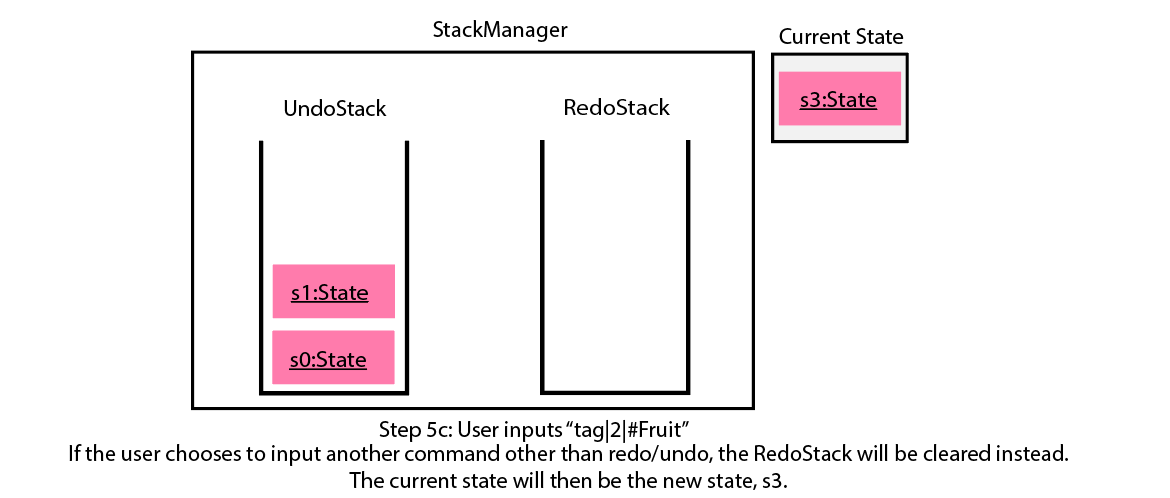 StackManager
Current State
s3:State
UndoStack
RedoStack
s1:State
s0:State
Step 5c: User inputs “tag|2|#Fruit”
If the user chooses to input another command other than redo/undo, the RedoStack will be cleared instead.
The current state will then be the new state, s3.